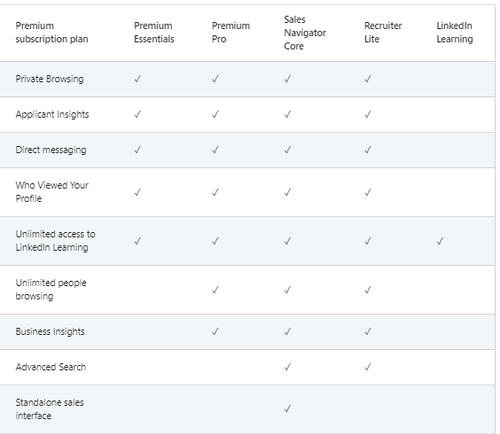 Premium subscription plan Premium Essentials Premium Pro Sales Navigator Core Recruiter Lite LinkedIn Learning
Private Browsing ✓ ✓ ✓ ✓
Applicant Insights ✓ ✓ ✓ ✓
Direct messaging ✓ ✓ ✓ ✓
Who Viewed Your Profile ✓ ✓ ✓ ✓
Unlimited access to LinkedIn Learning ✓ ✓ ✓ ✓ ✓
Unlimited people browsing ✓ ✓ ✓
Business Insights ✓ ✓ ✓
Advanced Search ✓ ✓
Standalone sales interface ✓